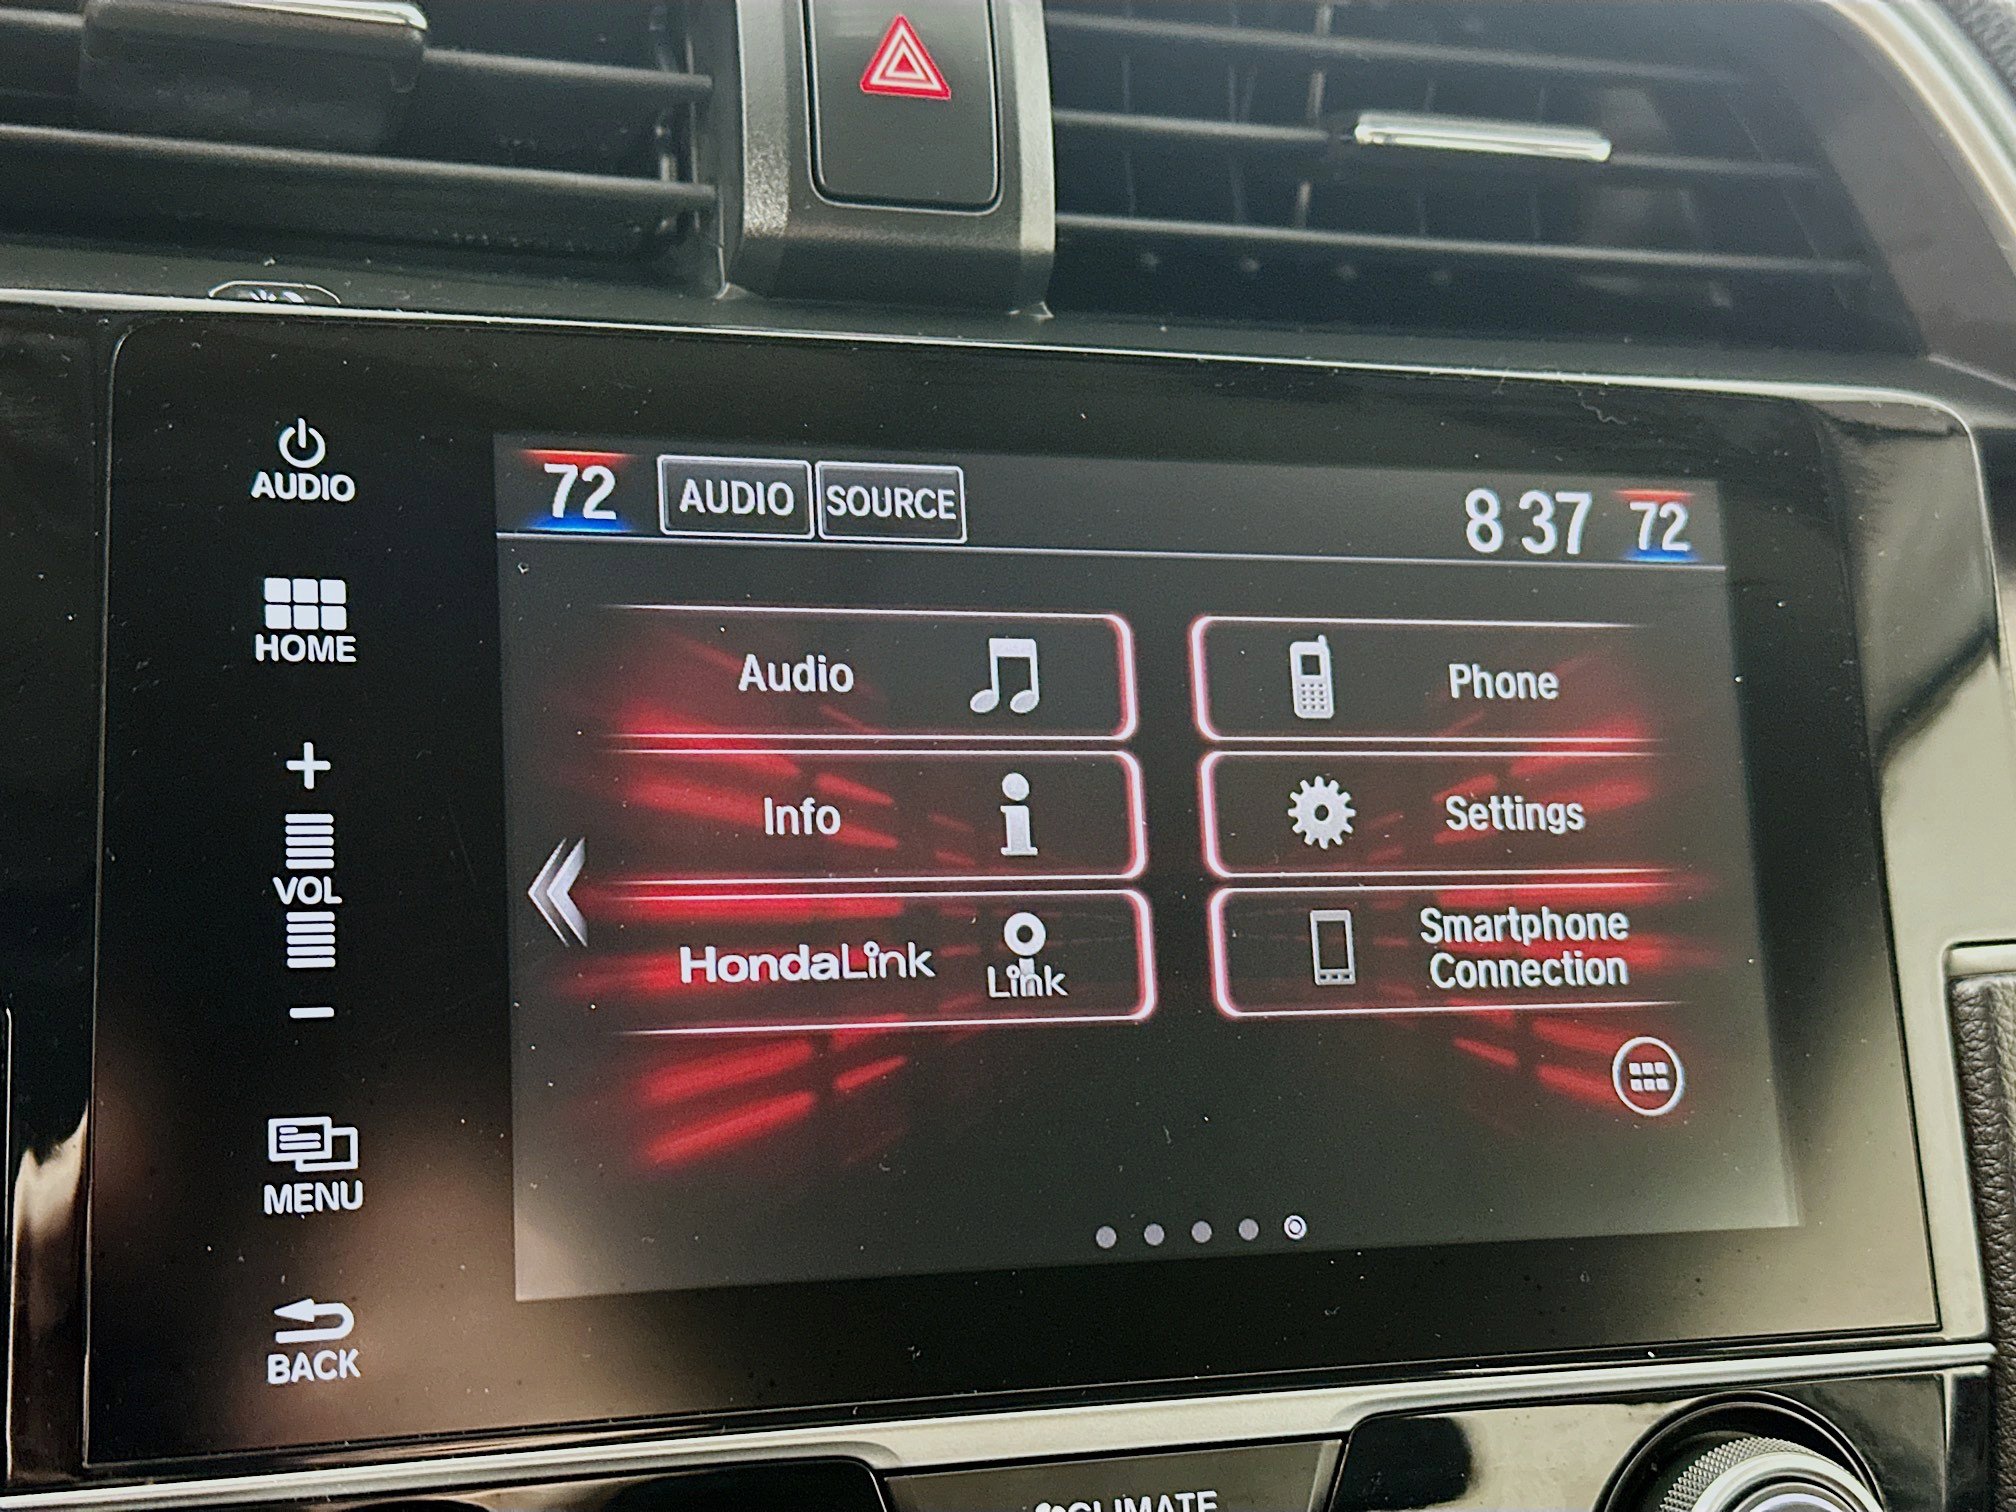 AUDIO
HOME
VOL
MENU
BACK
72 AUDIO SOURCE 8 37 72
Audio
Phone
Info
Settings
HondaLink
Link
Smartphone
Connection
CLIMATE